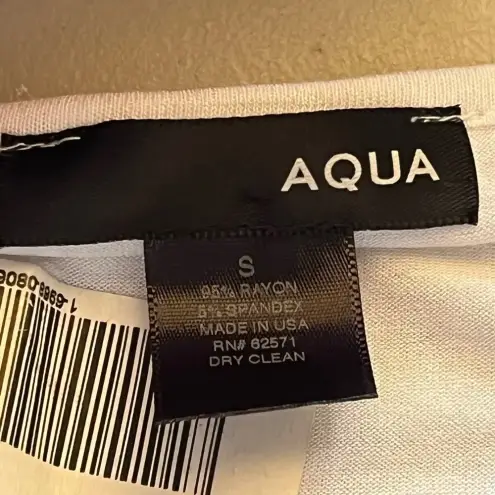 AQUA
S
95% RAYON
5% SPANDEX
MADE IN USA
RN# 62571
DRY CLEAN